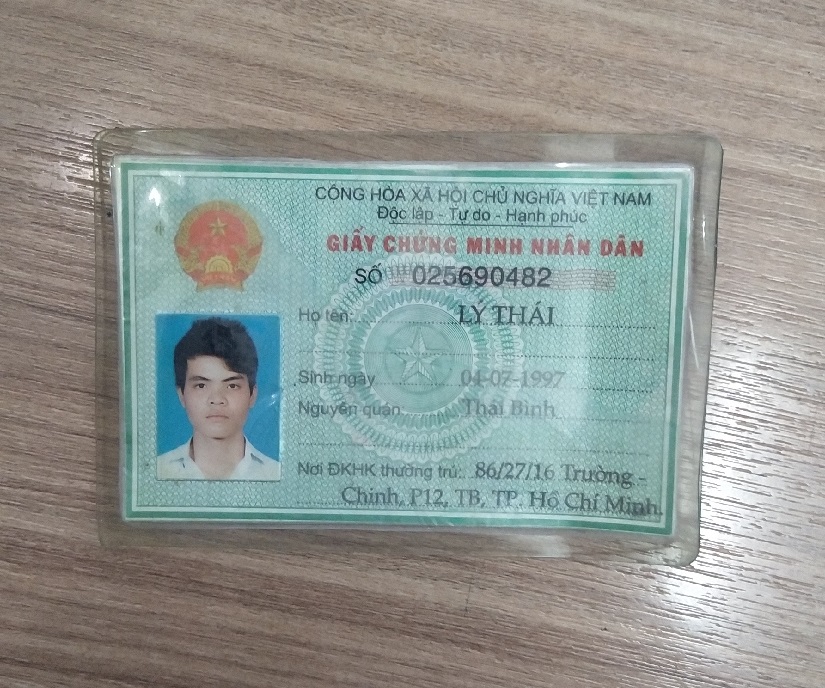 CỘNG HÒA XÃ HỘI CHỦ NGHĨA VIỆT NAM
Độc lập - Tự do - Hạnh phúc
GIẤY CHỨNG MINH NHÂN DÂN
SỐ 025690482
Họ tên: LÝ THÁI
Sinh ngày 04-07-1997
Nguyên quán: Thái Bình
Nơi ĐKHK thường trú: 86/27/16 Trường -
Chinh, P12, TB, TP. Hồ Chí Minh.